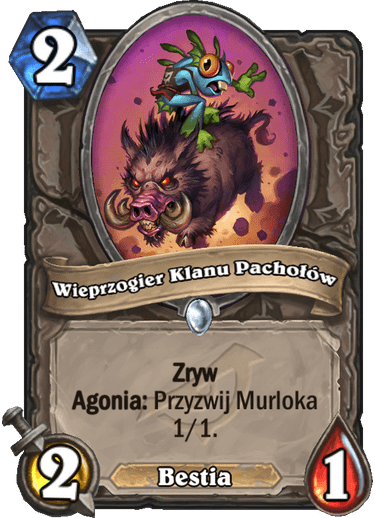 2
Wieprzogier Klanu Pachołów
Zryw
Agonia: Przyzwij Murloka
1/1.
2
Bestia
1